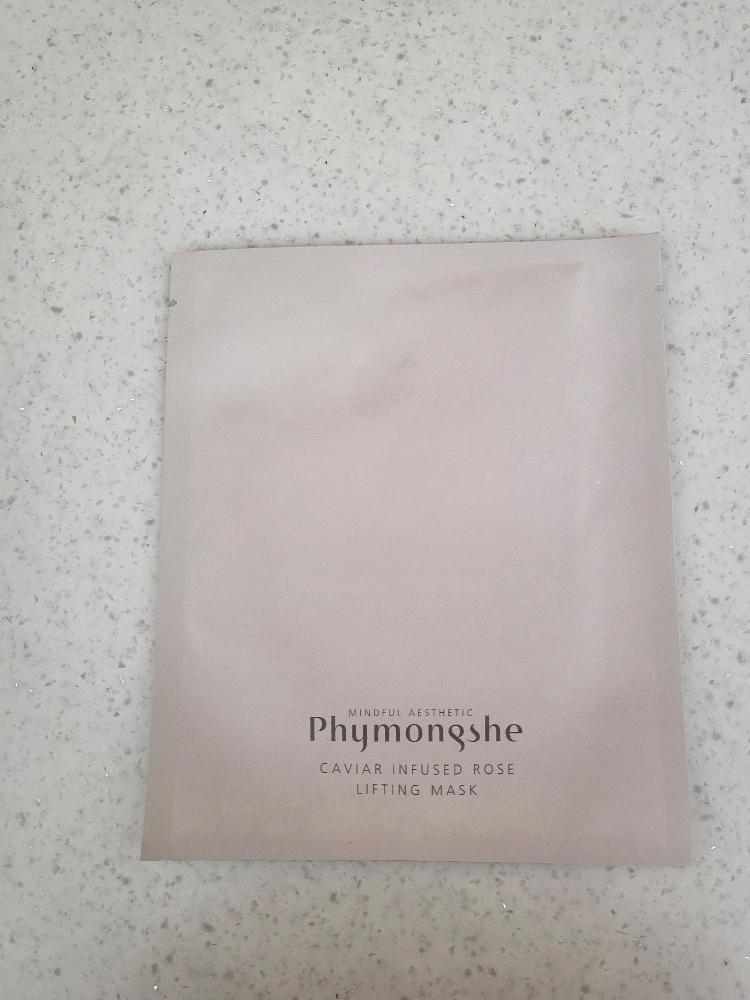 MINDFUL AESTHETIC
Phymongshe
CAVIAR INFUSED ROSE
LIFTING MASK